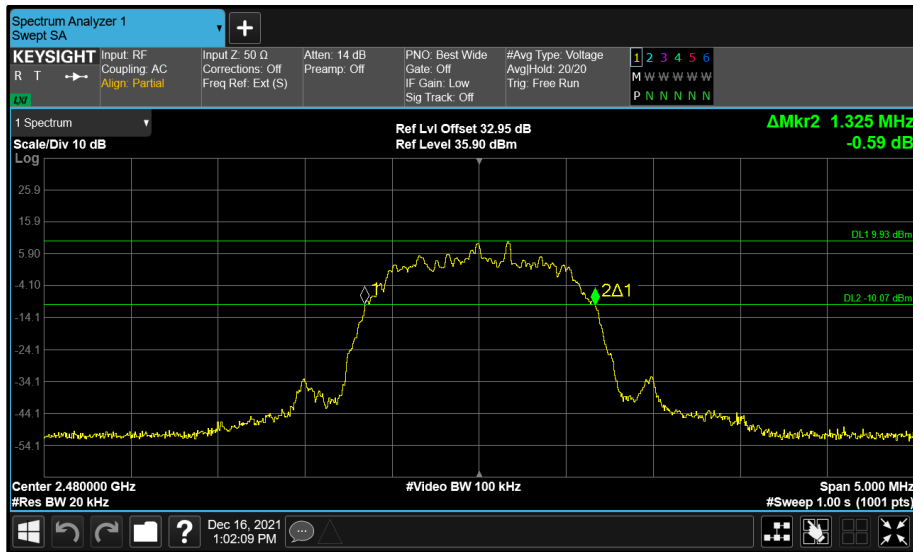 Spectrum Analyzer 1
Swept SA
KEYSIGHT
R T
LXI
Input: RF
Coupling: AC
Align: Partial
Input Z: 50 Ω
Corrections: Off
Freq Ref: Ext (S)
Atten: 14 dB
Preamp: Off
PNO: Best Wide
Gate: Off
IF Gain: Low
Sig Track: Off
#Avg Type: Voltage
Avg|Hold: 20/20
Trig: Free Run
1 2 3 4 5 6
M W W W W W
P N N N N N
1 Spectrum
Scale/Div 10 dB
Log
Ref Lvl Offset 32.95 dB
Ref Level 35.90 dBm
ΔMkr2 1.325 MHz
-0.59 dB
25.9
15.9
DL1 9.93 dBm
5.90
-4.10
1
2Δ1
DL2 -10.07 dBm
-14.1
-24.1
-34.1
-44.1
-54.1
Center 2.480000 GHz
#Video BW 100 kHz
Span 5.000 MHz
#Res BW 20 kHz
#Sweep 1.00 s (1001 pts)
?
Dec 16, 2021
1:02:09 PM